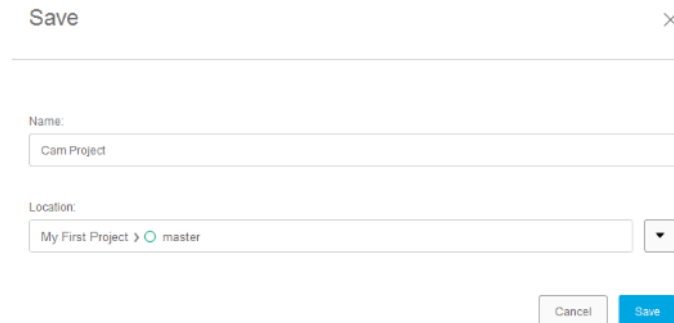 Save
Name:
Cam Project
Location:
My First Project > master
Cancel Save